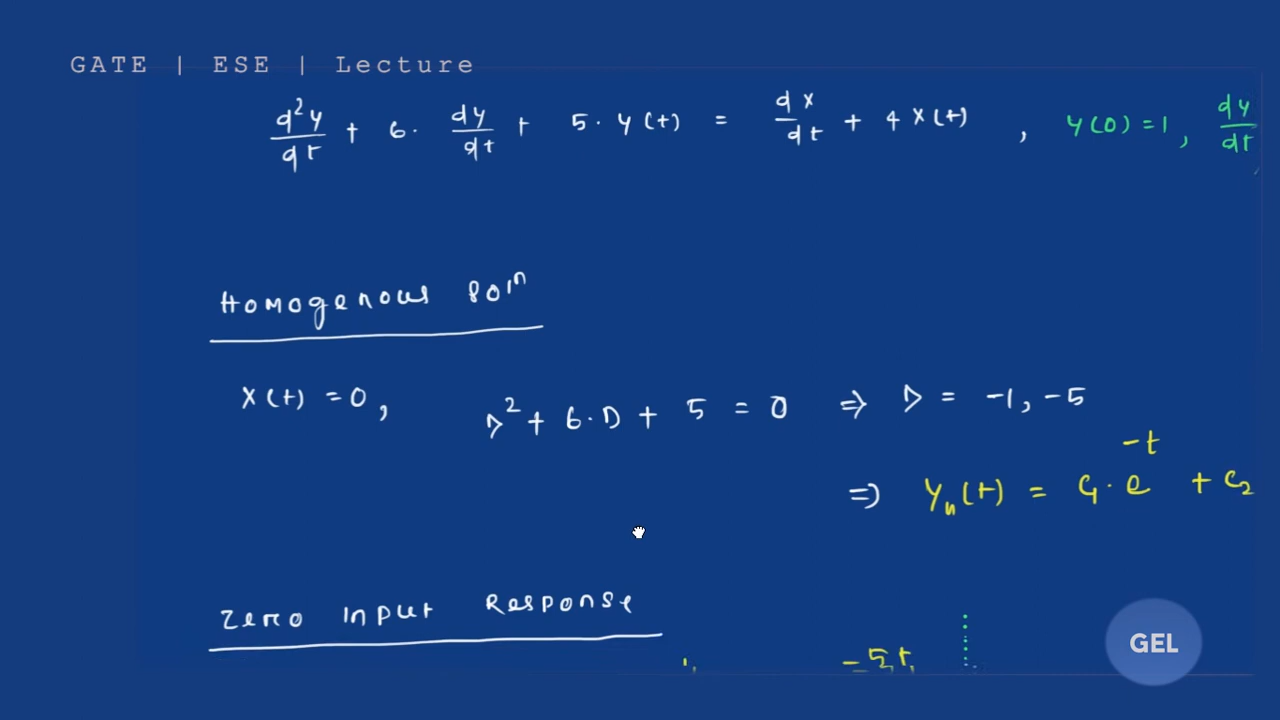 GATE | ESE | Lecture
d²y/dt + 6. dy/dt + 5. y(t) = dx/dt + 4 x(t) , y(0) = 1, dy/dt
Homogenous soln
x(t) = 0, D² + 6.D + 5 = 0 ⇒ D = -1, -5
⇒ yₕ(t) = C₁. e^-t + C₂
Zero Input Response
-5t
GEL